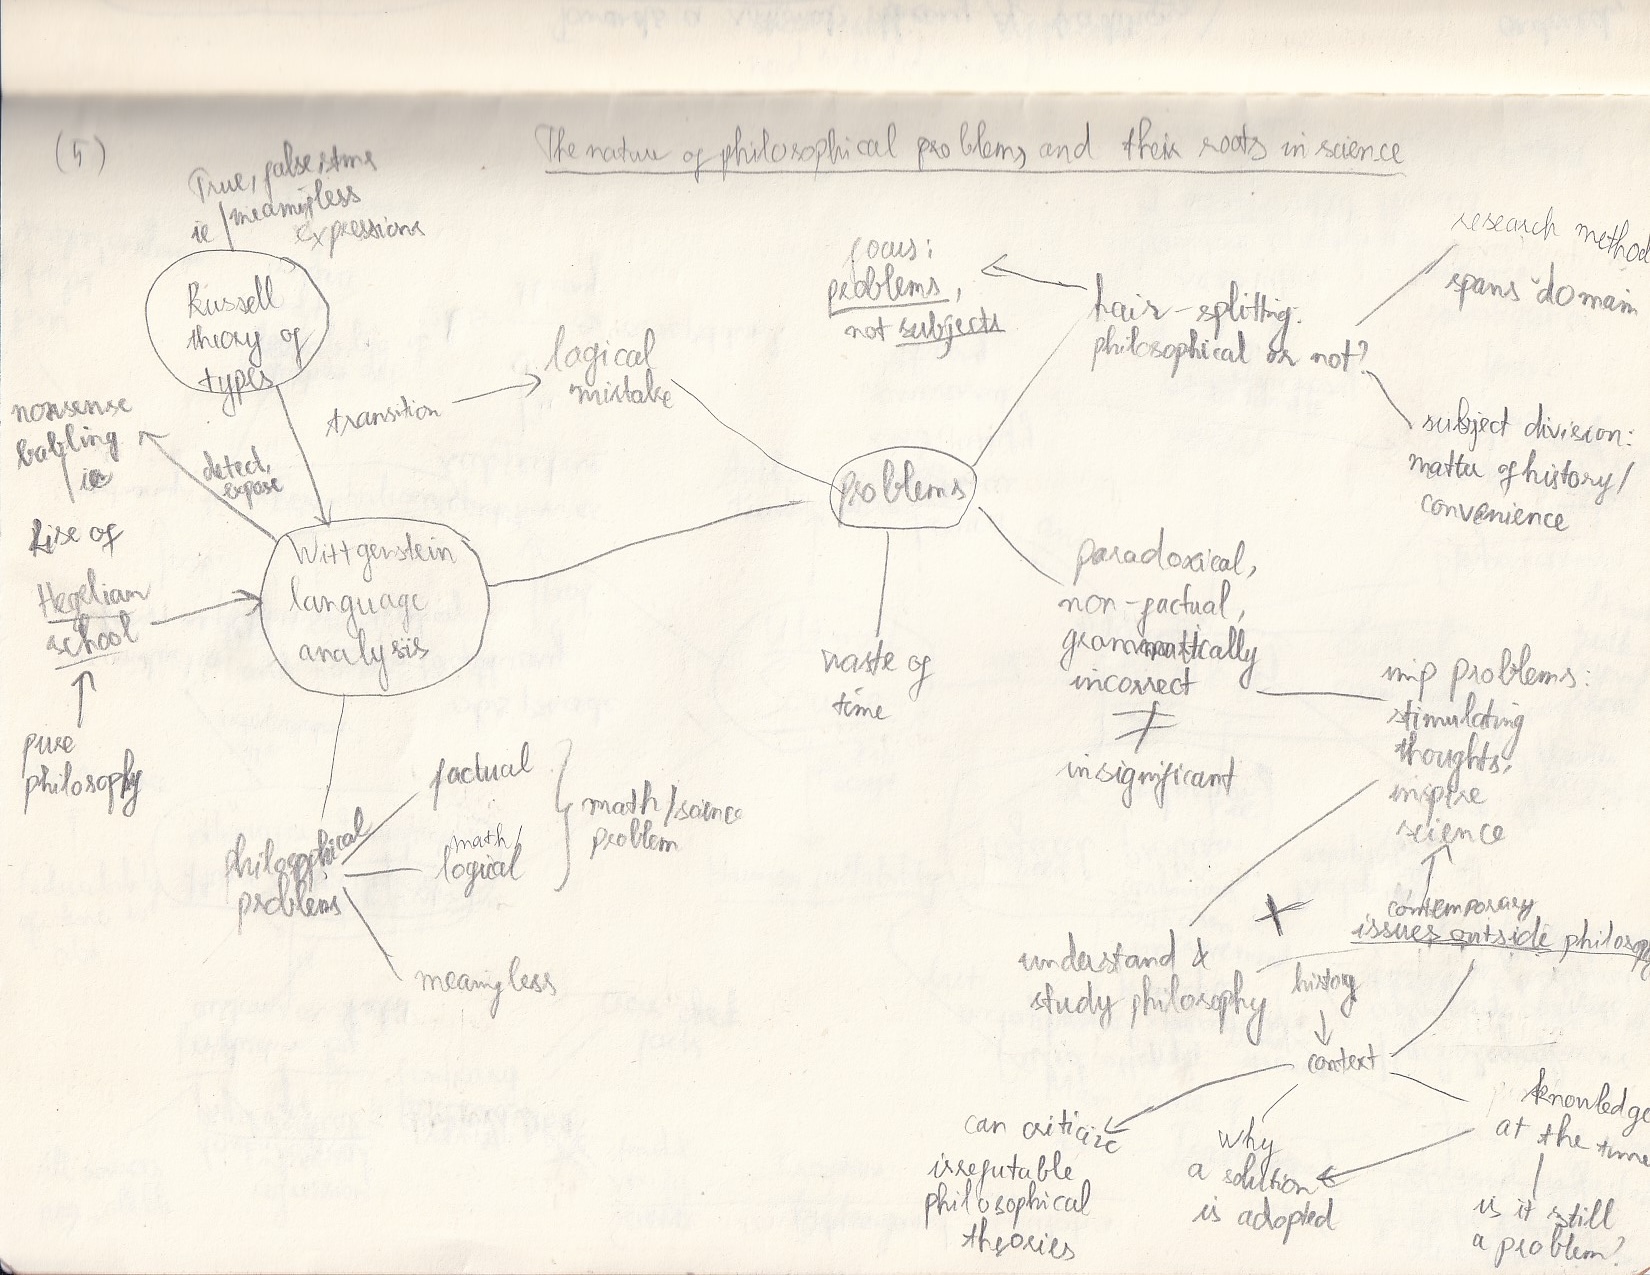 (5)
The nature of philosophical problems and their roots in science
True, false,
ie / meaningless
expressions
Russell
theory of
types
nonsense
babbling
ie
detect,
expose
Rise of
Hegelian
school
pure
philosophy
transition
logical
mistake
Wittgenstein
language
analysis
philosophical
problems
factual
math/
logical
meaningless
math/science
problem
problems
waste of
time
focus:
problems,
not subjects
hair-splitting.
philosophical or not?
research method
spans domain
subject division:
matter of history/
convenience
paradoxical,
non-factual,
grammatically
incorrect
≠
insignificant
imp problems:
stimulating
thoughts,
inspire
science
contemporary
issues outside philosophy
understand &
study philosophy
history
context
can criticize
irrefutable
philosophical
theories
why
a solution
is adopted
knowledge
at the time
is it still
a problem?